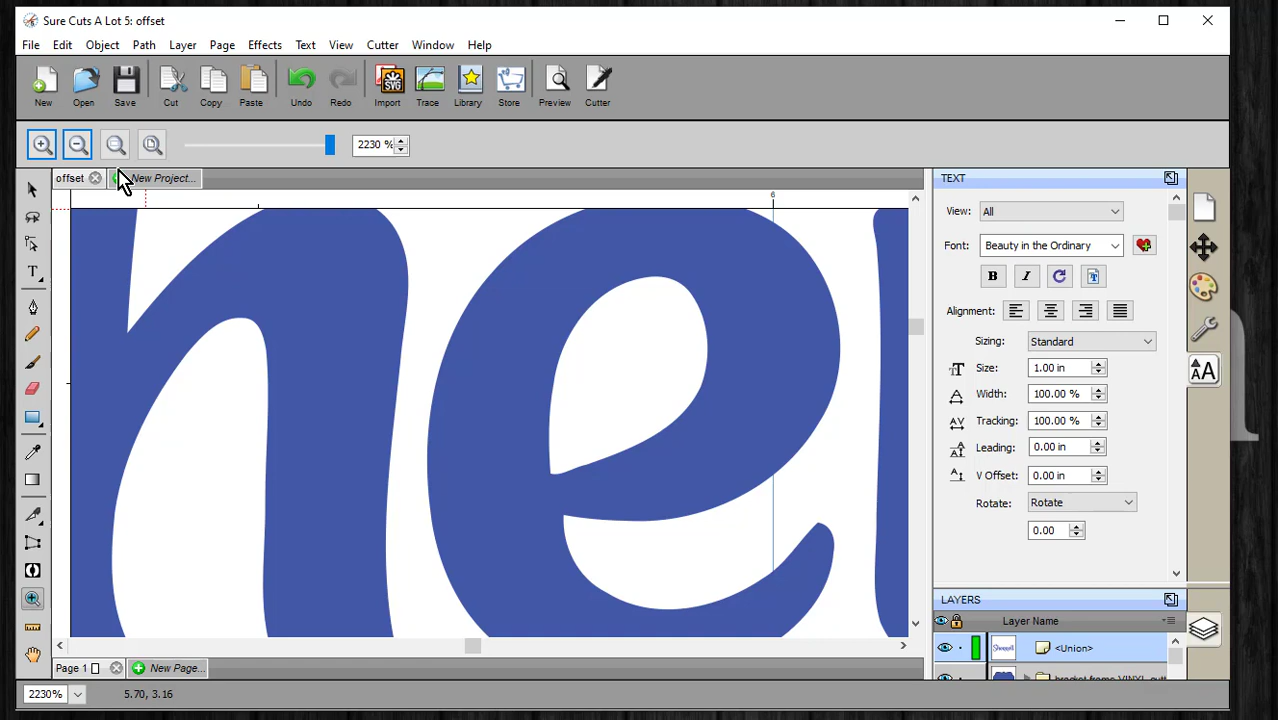 Sure Cuts A Lot 5: offset
File Edit Object Path Layer Page Effects Text View Cutter Window Help
New Open Save Cut Copy Paste Undo Redo Import Trace Library Store Preview Cutter
SVG
2230 %
offset New Project...
6
ne
TEXT
View: All
Font: Beauty in the Ordinary
B I T
Alignment:
Sizing: Standard
Size: 1.00 in
Width: 100.00 %
Tracking: 100.00 %
Leading: 0.00 in
V Offset: 0.00 in
Rotate: Rotate
0.00
LAYERS
Layer Name
<Union>
bracket frame VINYL
Page 1 New Page...
2230% 5.70, 3.16